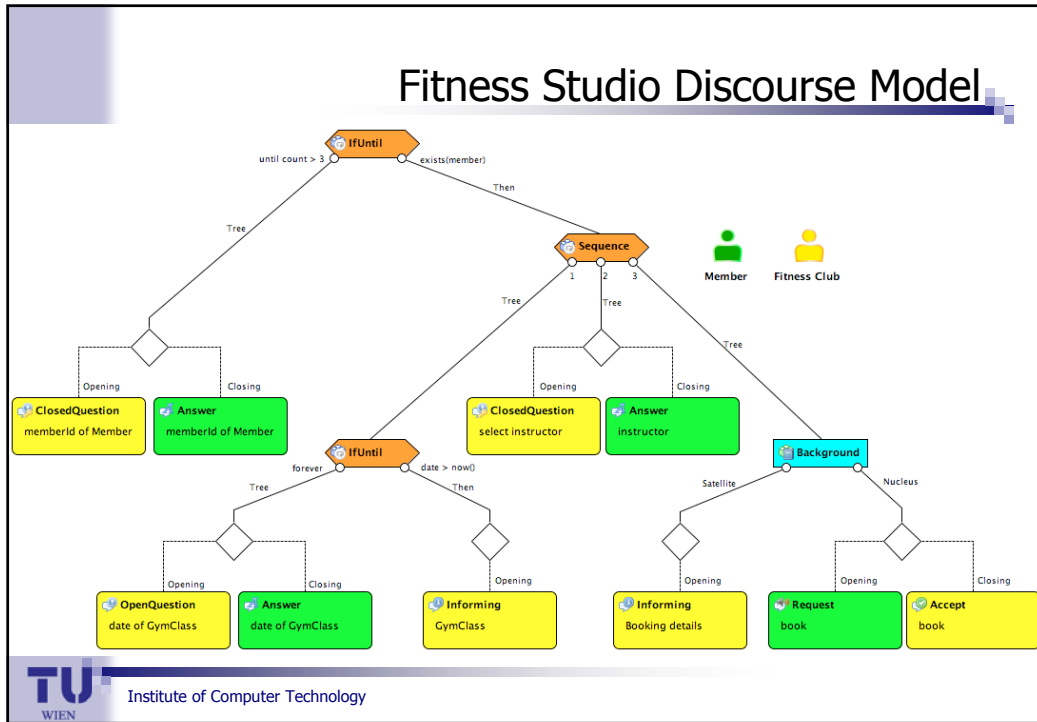 Fitness Studio Discourse Model
IfUntil
until count > 3
exists(member)
Then
Tree
Sequence
1
2
3
Member
Fitness Club
Tree
Tree
Tree
Opening
Closing
Opening
Closing
ClosedQuestion
memberId of Member
Answer
memberId of Member
ClosedQuestion
select instructor
Answer
instructor
IfUntil
forever
date > now()
Background
Tree
Then
Satellite
Nucleus
Opening
Closing
Opening
Opening
Opening
Closing
OpenQuestion
date of GymClass
Answer
date of GymClass
Informing
GymClass
Informing
Booking details
Request
book
Accept
book
TU
WIEN
Institute of Computer Technology